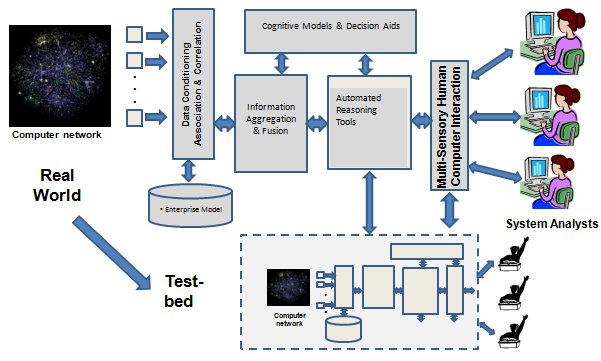 Cognitive Models & Decision Aids
Computer network
Data Conditioning
Association & Correlation
Information
Aggregation
& Fusion
Automated
Reasoning
Tools
Multi-Sensory Human
Computer Interaction
• Enterprise Model
Real
World
System Analysts
Test-
bed
Computer
network